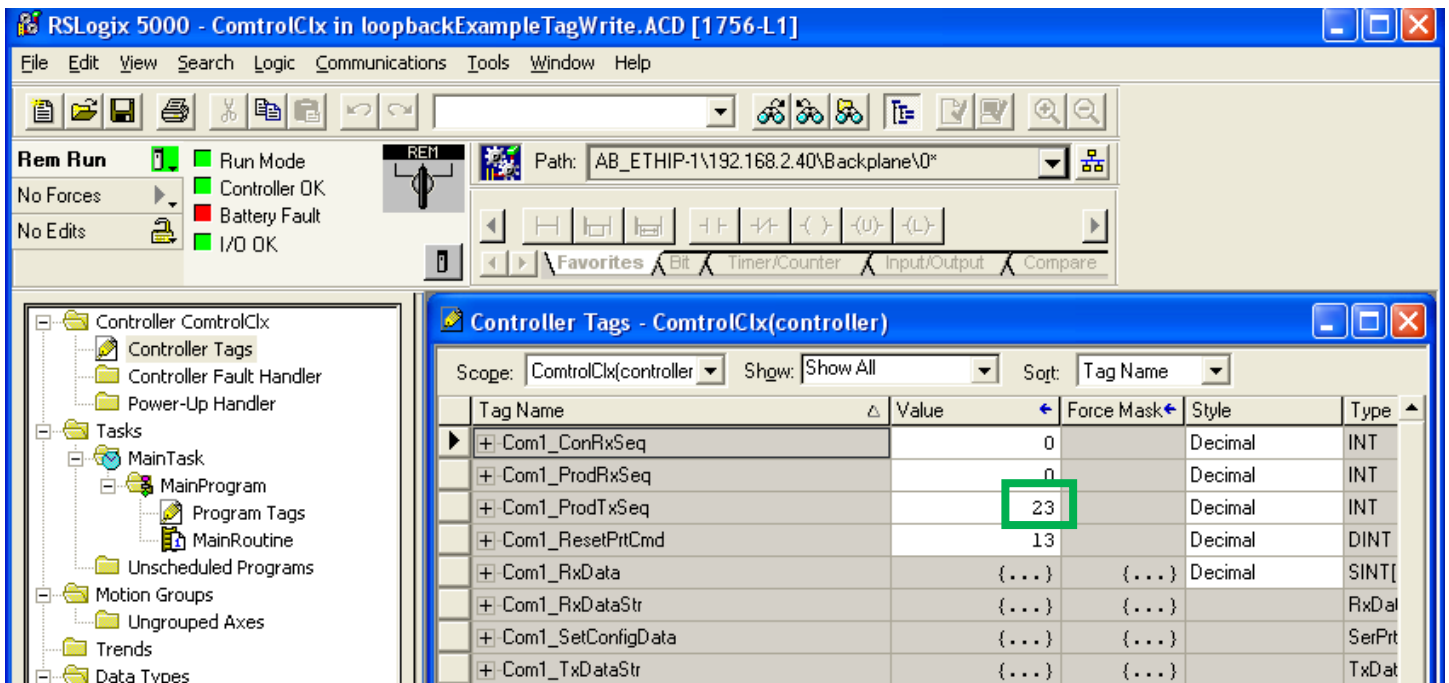 RSLogix 5000 - ComtrolClx in loopbackExampleTagWrite.ACD [1756-L1]
File Edit View Search Logic Communications Tools Window Help
Rem Run
No Forces
No Edits
Run Mode
Controller OK
Battery Fault
I/O OK
REM
Path: AB_ETHIP-1\192.168.2.40\Backplane\0*
Favorites Bit Timer/Counter Input/Output Compare
Controller ComtrolClx
Controller Tags
Controller Fault Handler
Power-Up Handler
Tasks
MainTask
MainProgram
Program Tags
MainRoutine
Unscheduled Programs
Motion Groups
Ungrouped Axes
Trends
Data Types
Controller Tags - ComtrolClx(controller)
Scope: ComtrolClx(controller Show: Show All Sort: Tag Name
Tag Name Value Force Mask Style Type
Com1_ConRxSeq 0 Decimal INT
Com1_ProdRxSeq 0 Decimal INT
Com1_ProdTxSeq 23 Decimal INT
Com1_ResetPrtCmd 13 Decimal DINT
Com1_RxData {...} {...} Decimal SINT[
Com1_RxDataStr {...} {...} RxDat
Com1_SetConfigData {...} {...} SerPrt
Com1_TxDataStr {...} {...} TxDat